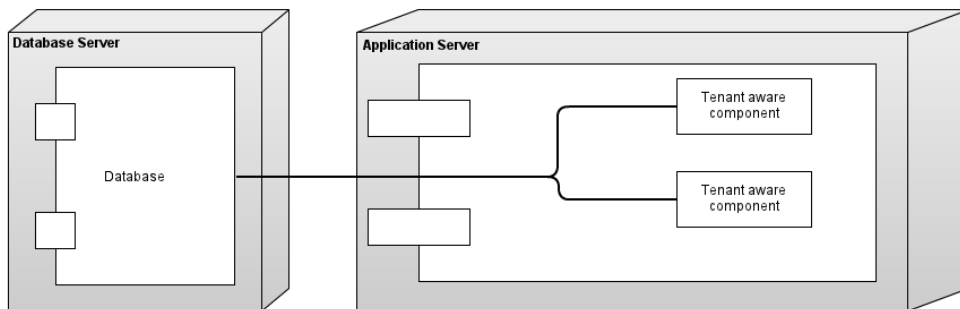 Database Server
Application Server
Tenant aware
component
Database
Tenant aware
component